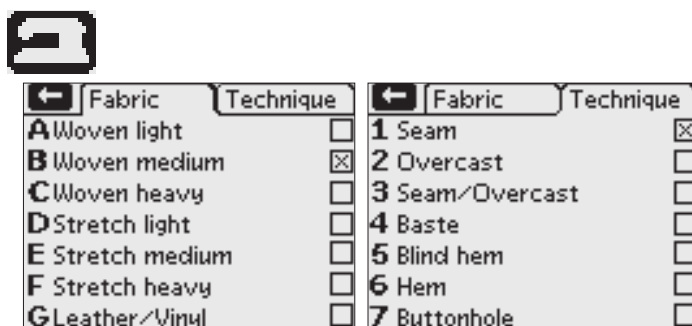 Fabric Technique
A Woven light
B Woven medium
C Woven heavy
D Stretch light
E Stretch medium
F Stretch heavy
G Leather/Vinyl
Fabric Technique
1 Seam
2 Overcast
3 Seam/Overcast
4 Baste
5 Blind hem
6 Hem
7 Buttonhole